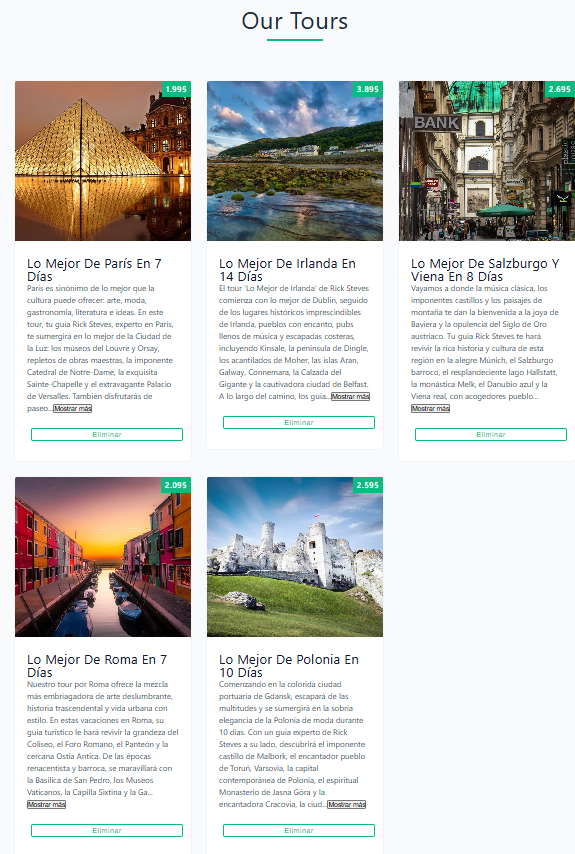 Our Tours
1.995
Lo Mejor De París En 7
Días
París es sinónimo de lo mejor que la
cultura puede ofrecer: arte, moda,
gastronomía, literatura e ideas. En este
tour, tu guía Rick Steves, experto en París,
te sumergirá en lo mejor de la Ciudad de
la Luz: los museos del Louvre y Orsay,
repletos de obras maestras, la imponente
Catedral de Notre-Dame, la exquisita
Sainte-Chapelle y el extravagante Palacio
de Versalles. También disfrutarás de
paseo...Mostrar más
Eliminar
3.895
Lo Mejor De Irlanda En
14 Días
El tour 'Lo Mejor de Irlanda' de Rick Steves
comienza con lo mejor de Dublín, seguido
de los lugares históricos imprescindibles
de Irlanda, pueblos con encanto, pubs
llenos de música y escapadas costeras,
incluyendo Kinsale, la península de Dingle,
los acantilados de Moher, las islas Aran,
Galway, Connemara, la Calzada del
Gigante y la cautivadora ciudad de Belfast.
A lo largo del camino, los guía...Mostrar más
Eliminar
2.695
BANK
Lo Mejor De Salzburgo Y
Viena En 8 Días
Vayamos a donde la música clásica, los
imponentes castillos y los paisajes de
montaña te dan la bienvenida a la joya de
Baviera y la opulencia del Siglo de Oro
austriaco. Tu guía Rick Steves te hará
revivir la rica historia y cultura de esta
región en la alegre Múnich, el Salzburgo
barroco, el resplandeciente lago Hallstatt,
la monástica Melk, el Danubio azul y la
Viena real, con acogedores pueblo...
Mostrar más
Eliminar
2.095
Lo Mejor De Roma En 7
Días
Nuestro tour por Roma ofrece la mezcla
más embriagadora de arte deslumbrante,
historia trascendental y vida urbana con
estilo. En estas vacaciones en Roma, su
guía turístico le hará revivir la grandeza del
Coliseo, el Foro Romano, el Panteón y la
cercana Ostia Antica. De las épocas
renacentista y barroca, se maravillará con
la Basílica de San Pedro, los Museos
Vaticanos, la Capilla Sixtina y la Ga...
Mostrar más
Eliminar
2.595
Lo Mejor De Polonia En
10 Días
Comenzando en la colorida ciudad
portuaria de Gdansk, escapará de las
multitudes y se sumergirá en la sobria
elegancia de la Polonia de moda durante
10 días. Con un guía experto de Rick
Steves a su lado, descubrirá el imponente
castillo de Malbork, el encantador pueblo
de Toruń, Varsovia, la capital
contemporánea de Polonia, el espiritual
Monasterio de Jasna Góra y la
encantadora Cracovia, la ciud...Mostrar más
Eliminar